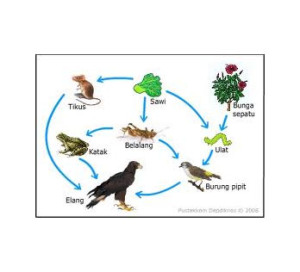 Tikus
Sawi
Bunga
sepatu
Katak
Belalang
Ulat
Elang
Burung pipit